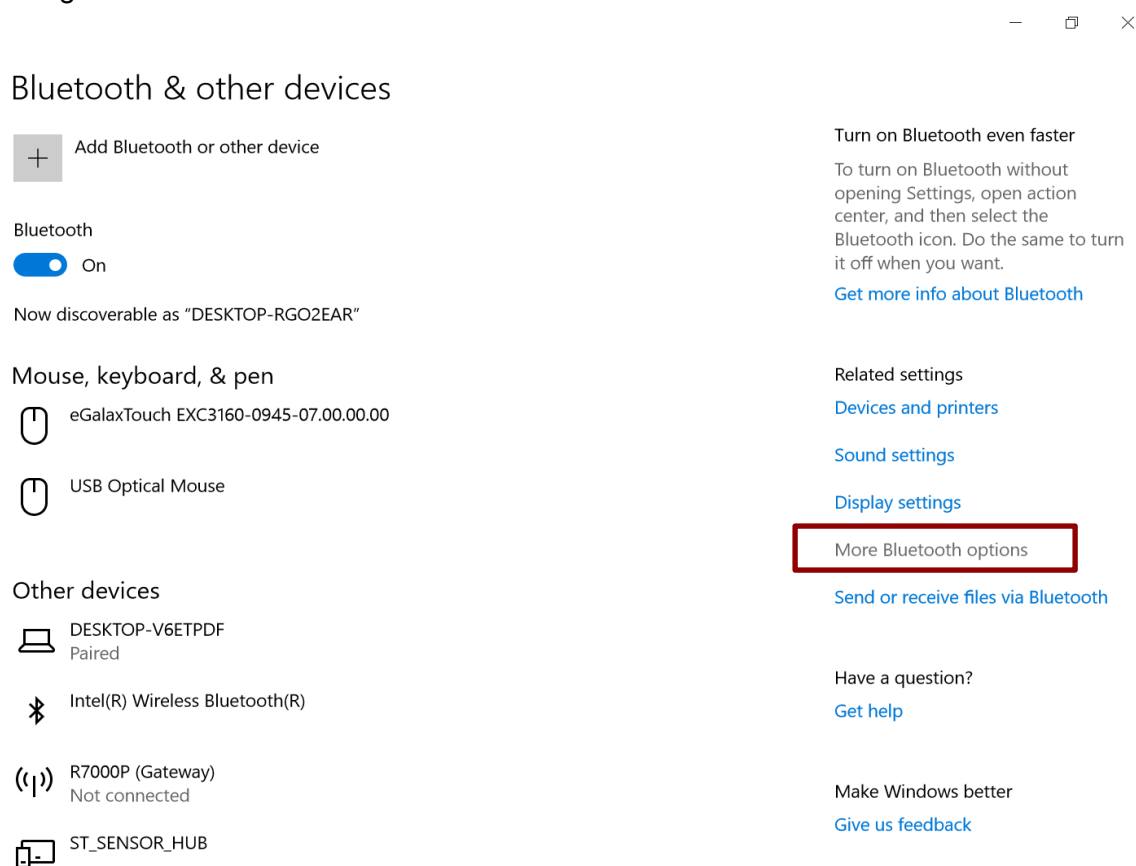 Bluetooth & other devices
Add Bluetooth or other device
Bluetooth
On
Now discoverable as “DESKTOP-RGO2EAR”
Mouse, keyboard, & pen
eGalaxTouch EXC3160-0945-07.00.00.00
USB Optical Mouse
Other devices
DESKTOP-V6ETPDF
Paired
Intel(R) Wireless Bluetooth(R)
R7000P (Gateway)
Not connected
ST_SENSOR_HUB
Turn on Bluetooth even faster
To turn on Bluetooth without
opening Settings, open action
center, and then select the
Bluetooth icon. Do the same to turn
it off when you want.
Get more info about Bluetooth
Related settings
Devices and printers
Sound settings
Display settings
More Bluetooth options
Send or receive files via Bluetooth
Have a question?
Get help
Make Windows better
Give us feedback